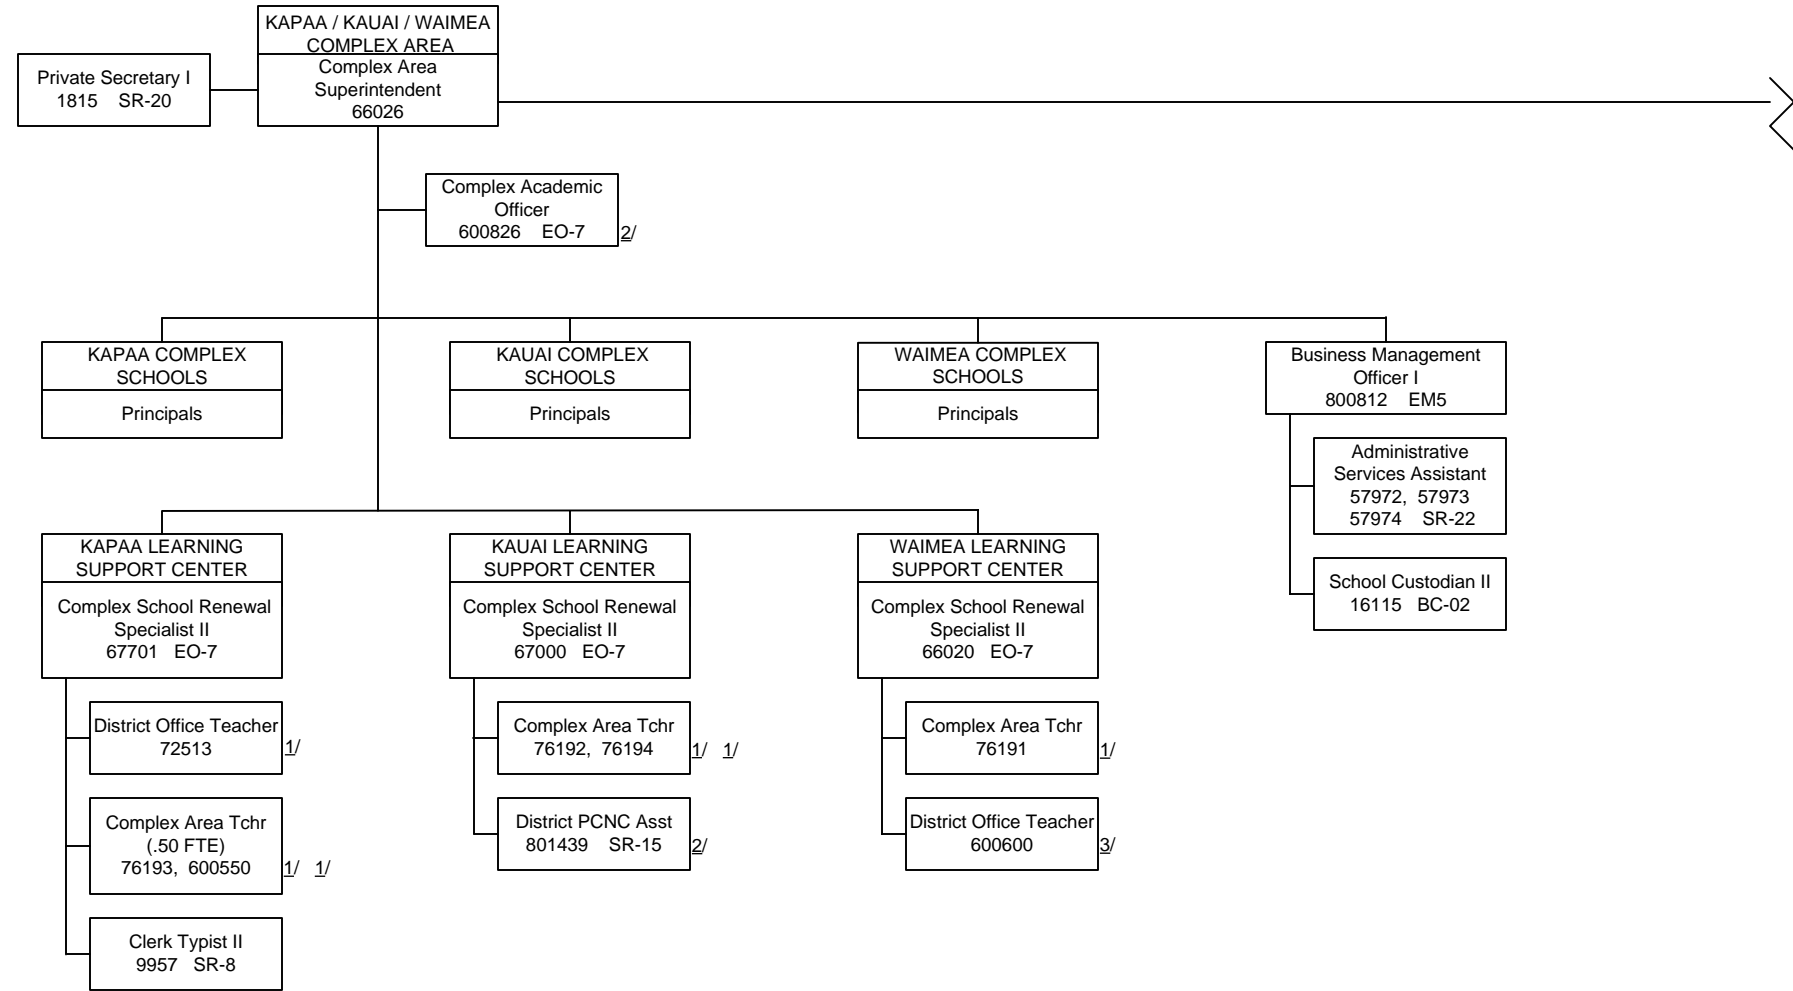 KAPAA / KAUAI / WAIMEA
COMPLEX AREA
Complex Area
Superintendent
66026
Private Secretary I
1815 SR-20
Complex Academic
Officer
600826 EO-7 2/
KAPAA COMPLEX
SCHOOLS
Principals
KAUAI COMPLEX
SCHOOLS
Principals
WAIMEA COMPLEX
SCHOOLS
Principals
Business Management
Officer I
800812 EM5
Administrative
Services Assistant
57972, 57973
57974 SR-22
School Custodian II
16115 BC-02
KAPAA LEARNING
SUPPORT CENTER
Complex School Renewal
Specialist II
67701 EO-7
District Office Teacher
72513 1/
Complex Area Tchr
(.50 FTE)
76193, 600550 1/ 1/
Clerk Typist II
9957 SR-8
KAUAI LEARNING
SUPPORT CENTER
Complex School Renewal
Specialist II
67000 EO-7
Complex Area Tchr
76192, 76194 1/ 1/
District PCNC Asst
801439 SR-15 2/
WAIMEA LEARNING
SUPPORT CENTER
Complex School Renewal
Specialist II
66020 EO-7
Complex Area Tchr
76191 1/
District Office Teacher
600600 3/